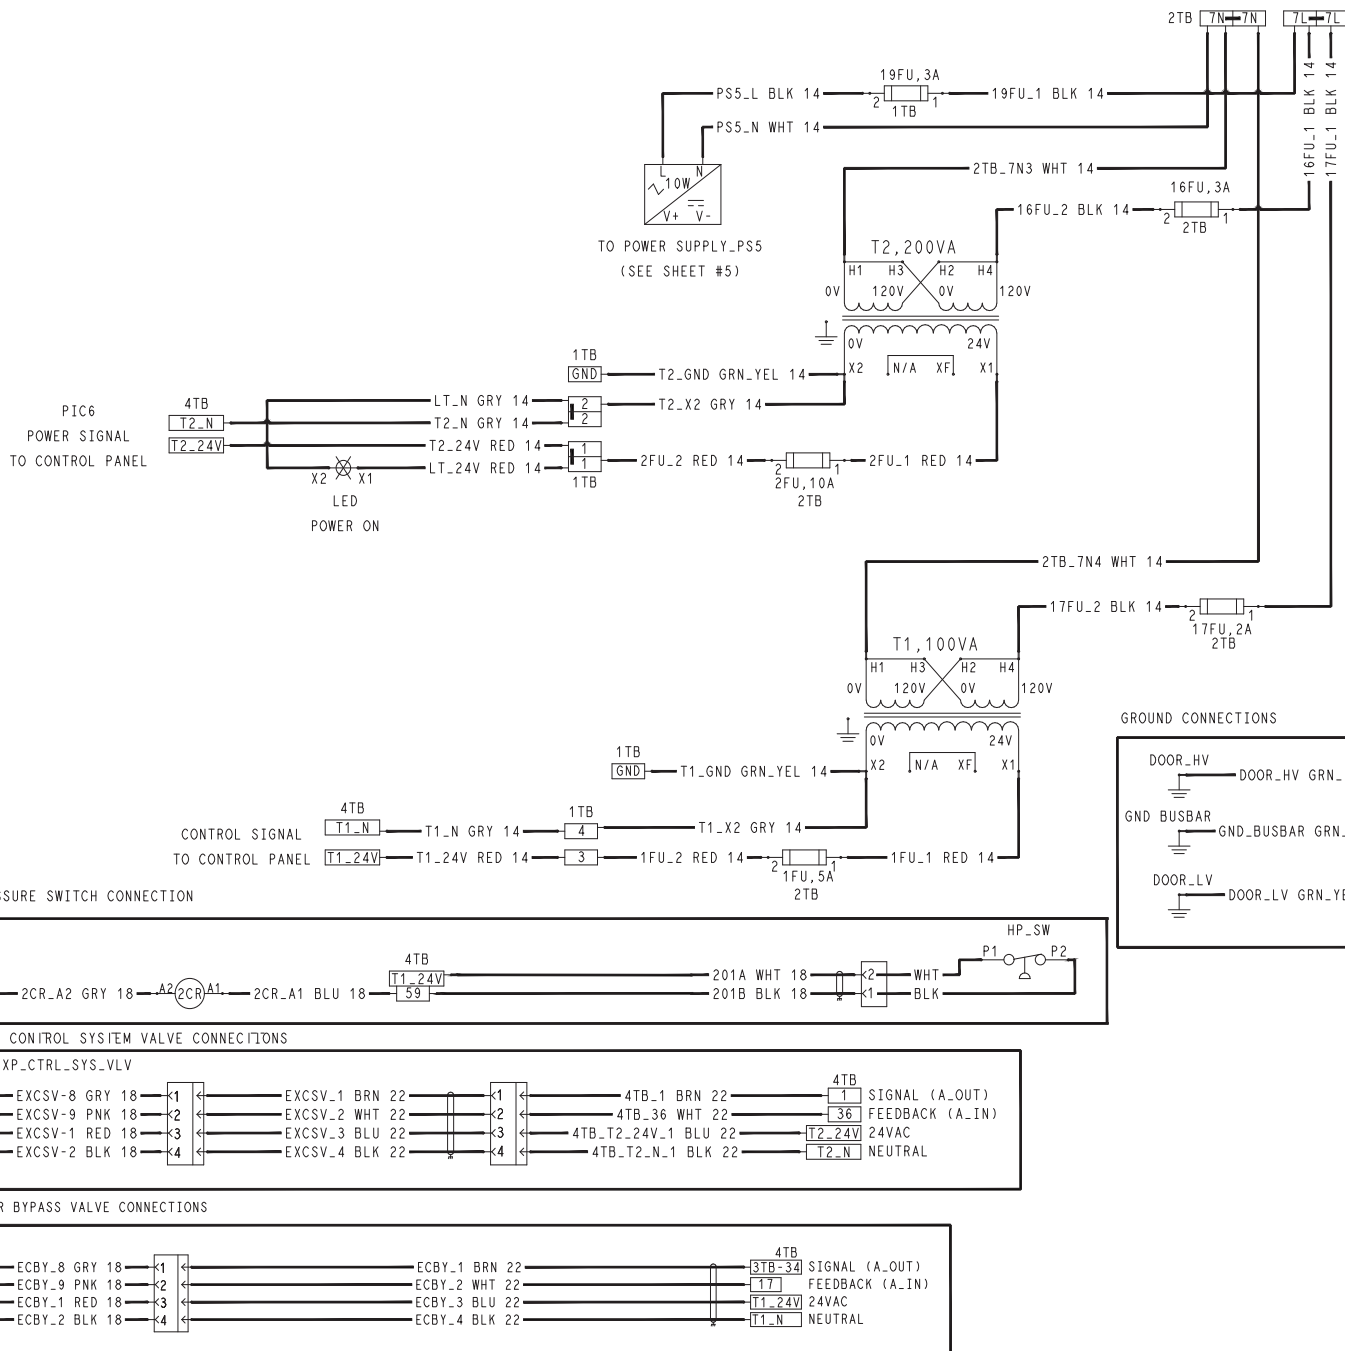 2TB 7N 7N 7L 7L
19FU,3A
PS5_L BLK 14 2 1 19FU_1 BLK 14
1TB
PS5_N WHT 14
16FU_1 BLK 14
17FU_1 BLK 14
L N
10W
V+ V-
2TB_7N3 WHT 14
16FU,3A
16FU_2 BLK 14 2 1
2TB
TO POWER SUPPLY_PS5
(SEE SHEET #5)
T2,200VA
H1 H3 H2 H4
0V 120V 0V 120V
0V 24V
X2 N/A XF X1
1TB
GND T2_GND GRN_YEL 14
PIC6
POWER SIGNAL
TO CONTROL PANEL
4TB
LT_N GRY 14 2 T2_X2 GRY 14
T2_N T2_N GRY 14 2
T2_24V T2_24V RED 14 1
LT_24V RED 14 1 2FU_2 RED 14 2 1 2FU_1 RED 14
X2 X1
1TB
2FU,10A
2TB
LED
POWER ON
2TB_7N4 WHT 14
17FU_2 BLK 14 2 1
17FU,2A
2TB
T1,100VA
H1 H3 H2 H4
0V 120V 0V 120V
0V 24V
X2 N/A XF X1
1TB
GND T1_GND GRN_YEL 14
4TB 1TB
CONTROL SIGNAL
TO CONTROL PANEL
T1_N T1_N GRY 14 4 T1_X2 GRY 14
T1_24V T1_24V RED 14 3 1FU_2 RED 14 2 1 1FU_1 RED 14
1FU,5A
2TB
GROUND CONNECTIONS
DOOR_HV
DOOR_HV GRN_
GND BUSBAR
GND_BUSBAR GRN_
DOOR_LV
DOOR_LV GRN_YE
SSURE SWITCH CONNECTION
HP_SW
P1 P2
4TB
T1_24V 201A WHT 18 2 WHT
2CR_A2 GRY 18 A2 2CR A1 2CR_A1 BLU 18 59 201B BLK 18 1 BLK
CONTROL SYSTEM VALVE CONNECTIONS
XP_CTRL_SYS_VLV
4TB
EXCSV-8 GRY 18 1 EXCSV_1 BRN 22 1 4TB_1 BRN 22 1 SIGNAL (A_OUT)
EXCSV-9 PNK 18 2 EXCSV_2 WHT 22 2 4TB_36 WHT 22 36 FEEDBACK (A_IN)
EXCSV-1 RED 18 3 EXCSV_3 BLU 22 3 4TB_T2_24V_1 BLU 22 T2_24V 24VAC
EXCSV-2 BLK 18 4 EXCSV_4 BLK 22 4 4TB_T2_N_1 BLK 22 T2_N NEUTRAL
R BYPASS VALVE CONNECTIONS
4TB
ECBY_8 GRY 18 1 ECBY_1 BRN 22 3TB-34 SIGNAL (A_OUT)
ECBY_9 PNK 18 2 ECBY_2 WHT 22 17 FEEDBACK (A_IN)
ECBY_1 RED 18 3 ECBY_3 BLU 22 T1_24V 24VAC
ECBY_2 BLK 18 4 ECBY_4 BLK 22 T1_N NEUTRAL